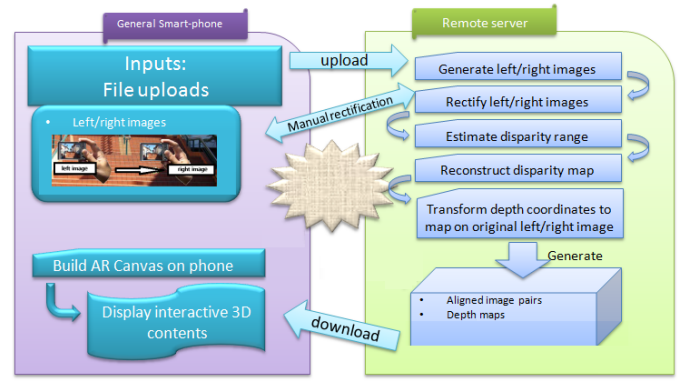 General Smart-phone
Inputs:
File uploads
• Left/right images
left image
right image
Build AR Canvas on phone
Display interactive 3D
contents
upload
Manual rectification
download
Remote server
Generate left/right images
Rectify left/right images
Estimate disparity range
Reconstruct disparity map
Transform depth coordinates to
map on original left/right image
Generate
• Aligned image pairs
• Depth maps